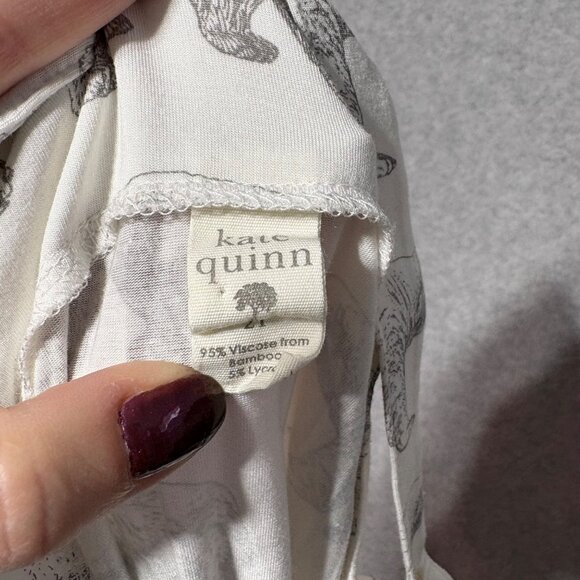 kate
quinn
95% Viscose from
Bamboo
5% Lycra